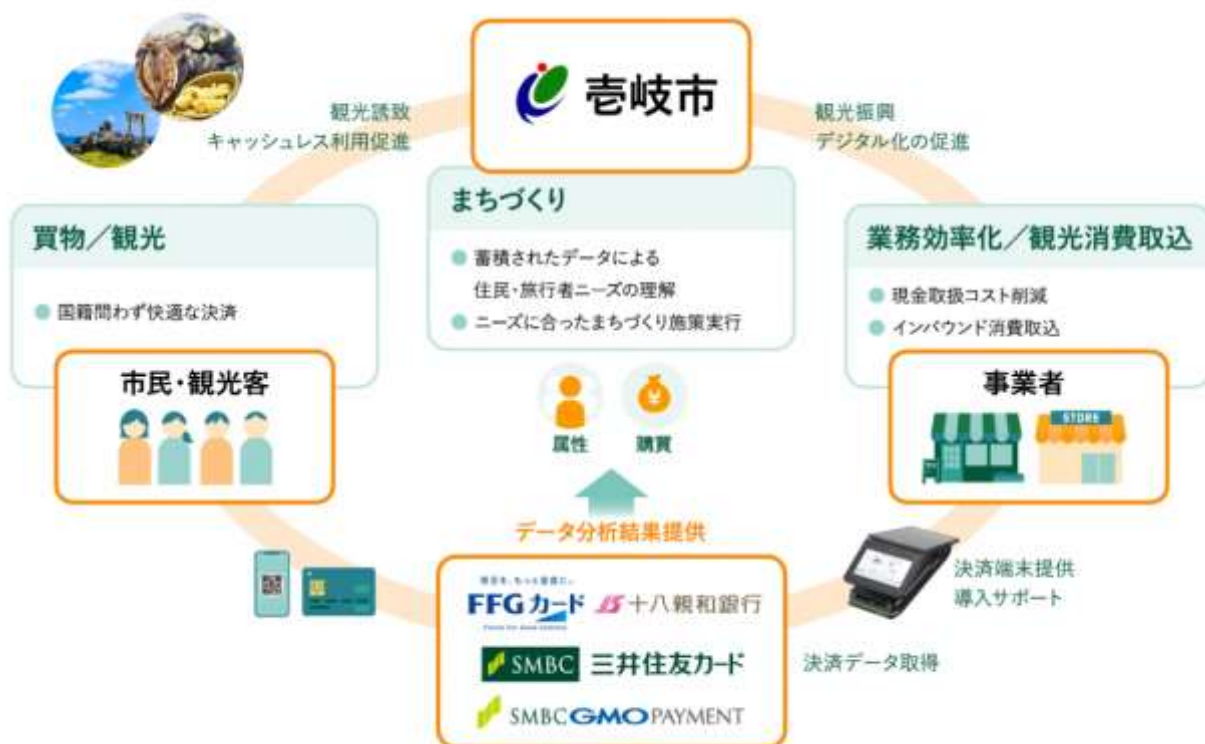 壱岐市
観光誘致
キャッシュレス利用促進
観光振興
デジタル化の促進
買物／観光
国籍問わず快適な決済
市民・観光客
まちづくり
蓄積されたデータによる
住民・旅行者ニーズの理解
ニーズに合ったまちづくり施策実行
業務効率化／観光消費取込
現金取扱コスト削減
インバウンド消費取込
事業者
STORE
属性
購買
¥
データ分析結果提供
FFGカード
十八親和銀行
SMBC 三井住友カード
SMBC GMO PAYMENT
決済端末提供
導入サポート
決済データ取得